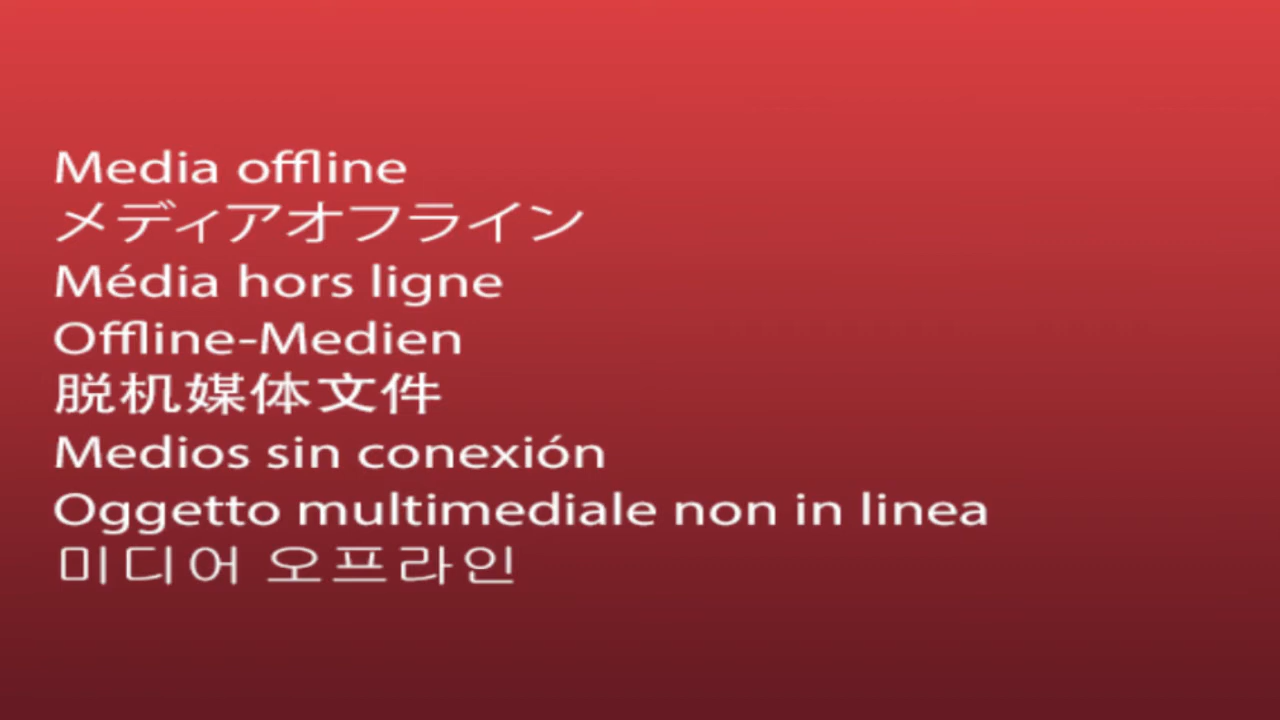 Media offline
メディアオフライン
Média hors ligne
Offline-Medien
脱机媒体文件
Medios sin conexión
Oggetto multimediale non in linea
미디어 오프라인